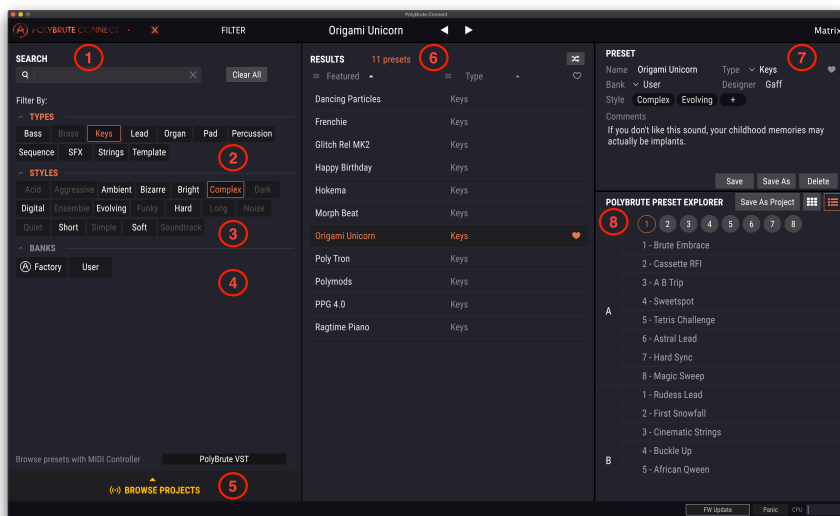 PolyBrute Connect
POLYBRUTE CONNECT X FILTER Origami Unicorn Matrix
SEARCH 1
Clear All
Filter By:
TYPES
Bass Brass Keys Lead Organ Pad Percussion
Sequence SFX Strings Template
2
STYLES
Acid Aggressive Ambient Bizarre Bright Complex Dark
Digital Ensemble Evolving Funky Hard Long Noise
Quiet Short Simple Soft Soundtrack
3
BANKS
Factory User
4
Browse presets with MIDI Controller PolyBrute VST
BROWSE PROJECTS 5
RESULTS 11 presets 6
Featured Type
Dancing Particles Keys
Frenchie Keys
Glitch Rel MK2 Keys
Happy Birthday Keys
Hokema Keys
Morph Beat Keys
Origami Unicorn Keys
Poly Tron Keys
Polymods Keys
PPG 4.0 Keys
Ragtime Piano Keys
PRESET 7
Name Origami Unicorn Type Keys
Bank User Designer Gaff
Style Complex Evolving +
Comments
If you don't like this sound, your childhood memories may
actually be implants.
Save Save As Delete
POLYBRUTE PRESET EXPLORER Save As Project
8
1 2 3 4 5 6 7 8
A
1 - Brute Embrace
2 - Cassette RFI
3 - A B Trip
4 - Sweetspot
5 - Tetris Challenge
6 - Astral Lead
7 - Hard Sync
8 - Magic Sweep
B
1 - Rudess Lead
2 - First Snowfall
3 - Cinematic Strings
4 - Buckle Up
5 - African Qween
FW Update Panic CPU